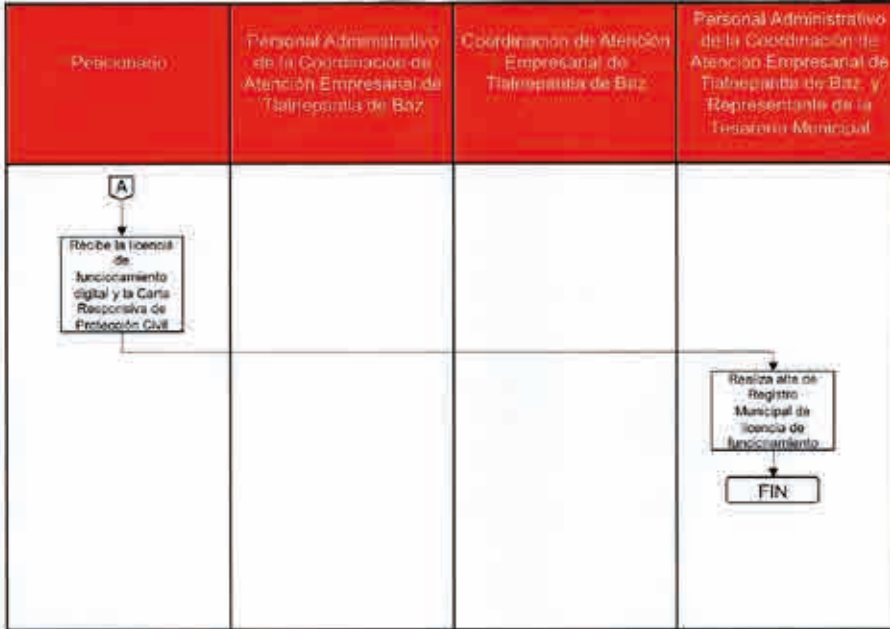 Peticionario
Personal Administrativo
de la Coordinación de
Atención Empresarial de
Tlalnepantla de Baz
Coordinación de Atención
Empresarial de
Tlalnepantla de Baz
Personal Administrativo
de la Coordinación de
Atención Empresarial de
Tlalnepantla de Baz y
Representante de la
Tesorería Municipal
A
Recibe la licencia
de
funcionamiento
digital y la Carta
Responsiva de
Protección Civil
Realiza alta de
Registro
Municipal de
licencia de
funcionamiento
FIN